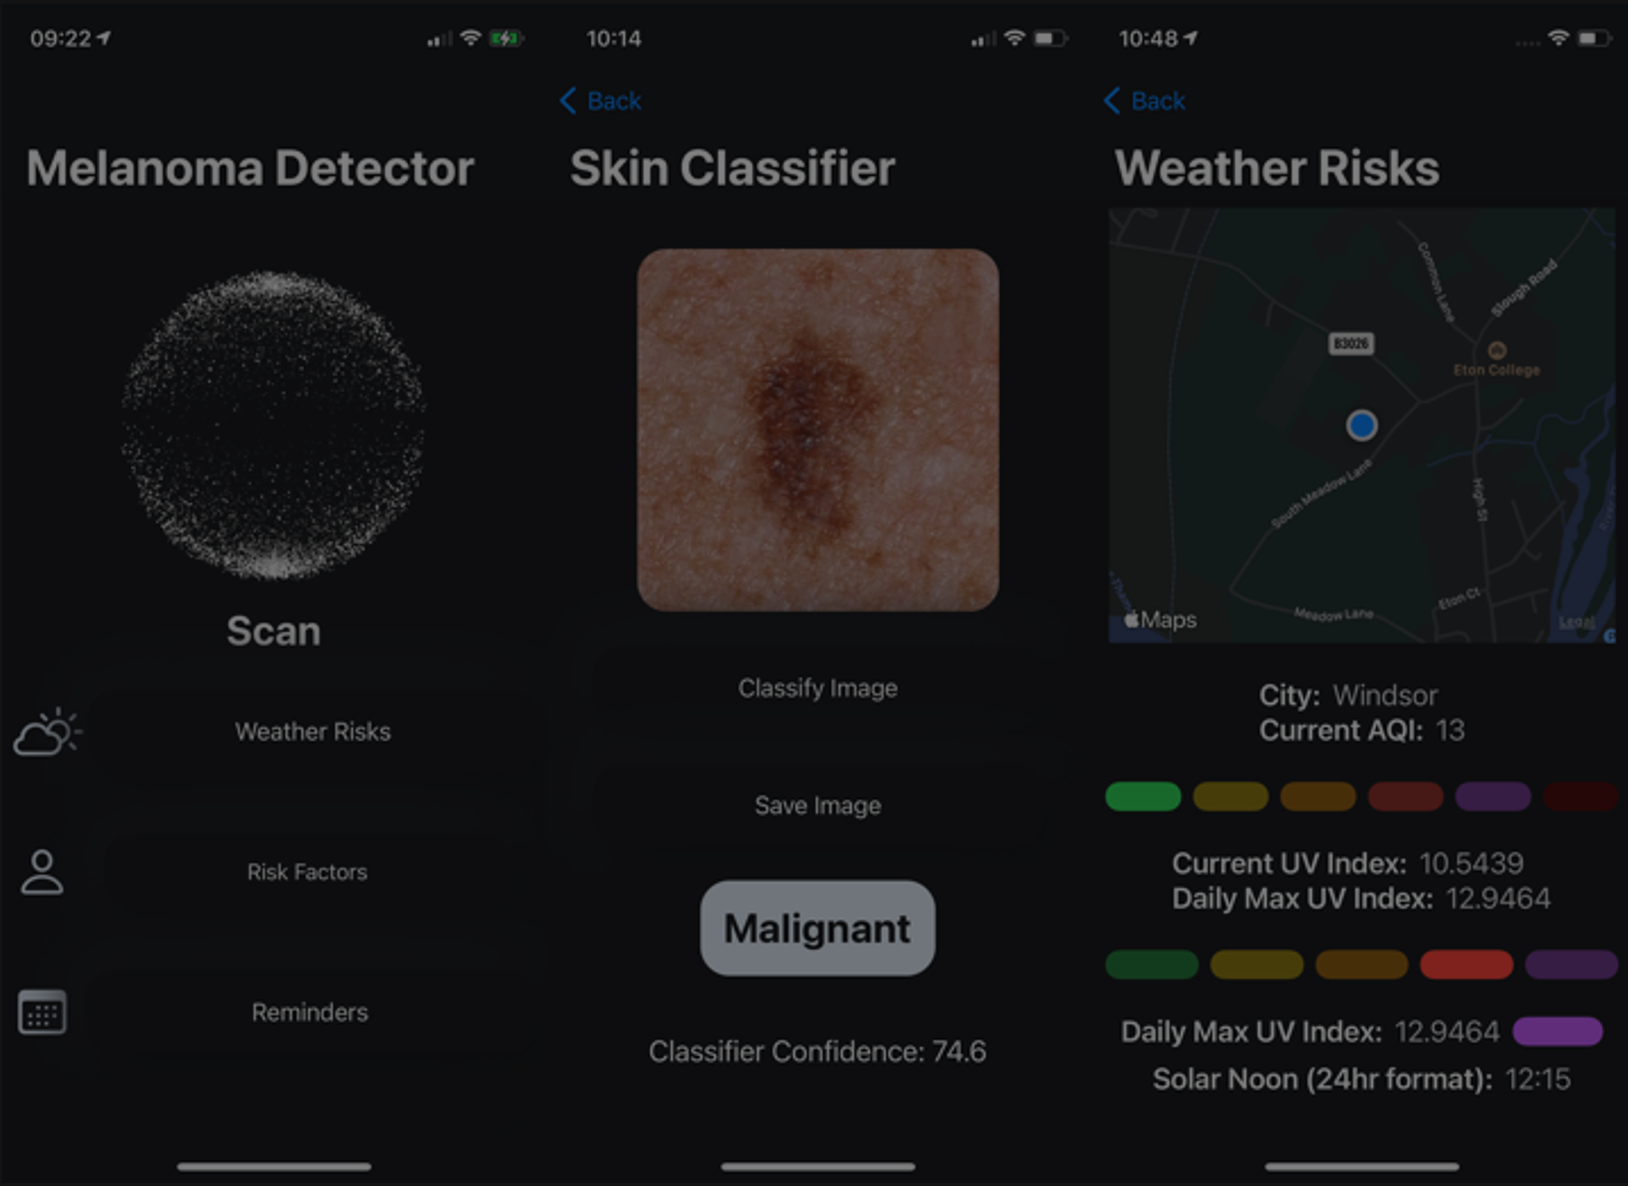 09:22
Melanoma Detector
Scan
Weather Risks
Risk Factors
Reminders
10:14
Back
Skin Classifier
Classify Image
Save Image
Malignant
Classifier Confidence: 74.6
10:48
Back
Weather Risks
Common Lane
Slough Road
B3026
Eton College
South Meadow Lane
High St
Eton Ct
Meadow Lane
Maps
Legal
City: Windsor
Current AQI: 13
Current UV Index: 10.5439
Daily Max UV Index: 12.9464
Daily Max UV Index: 12.9464
Solar Noon (24hr format): 12:15